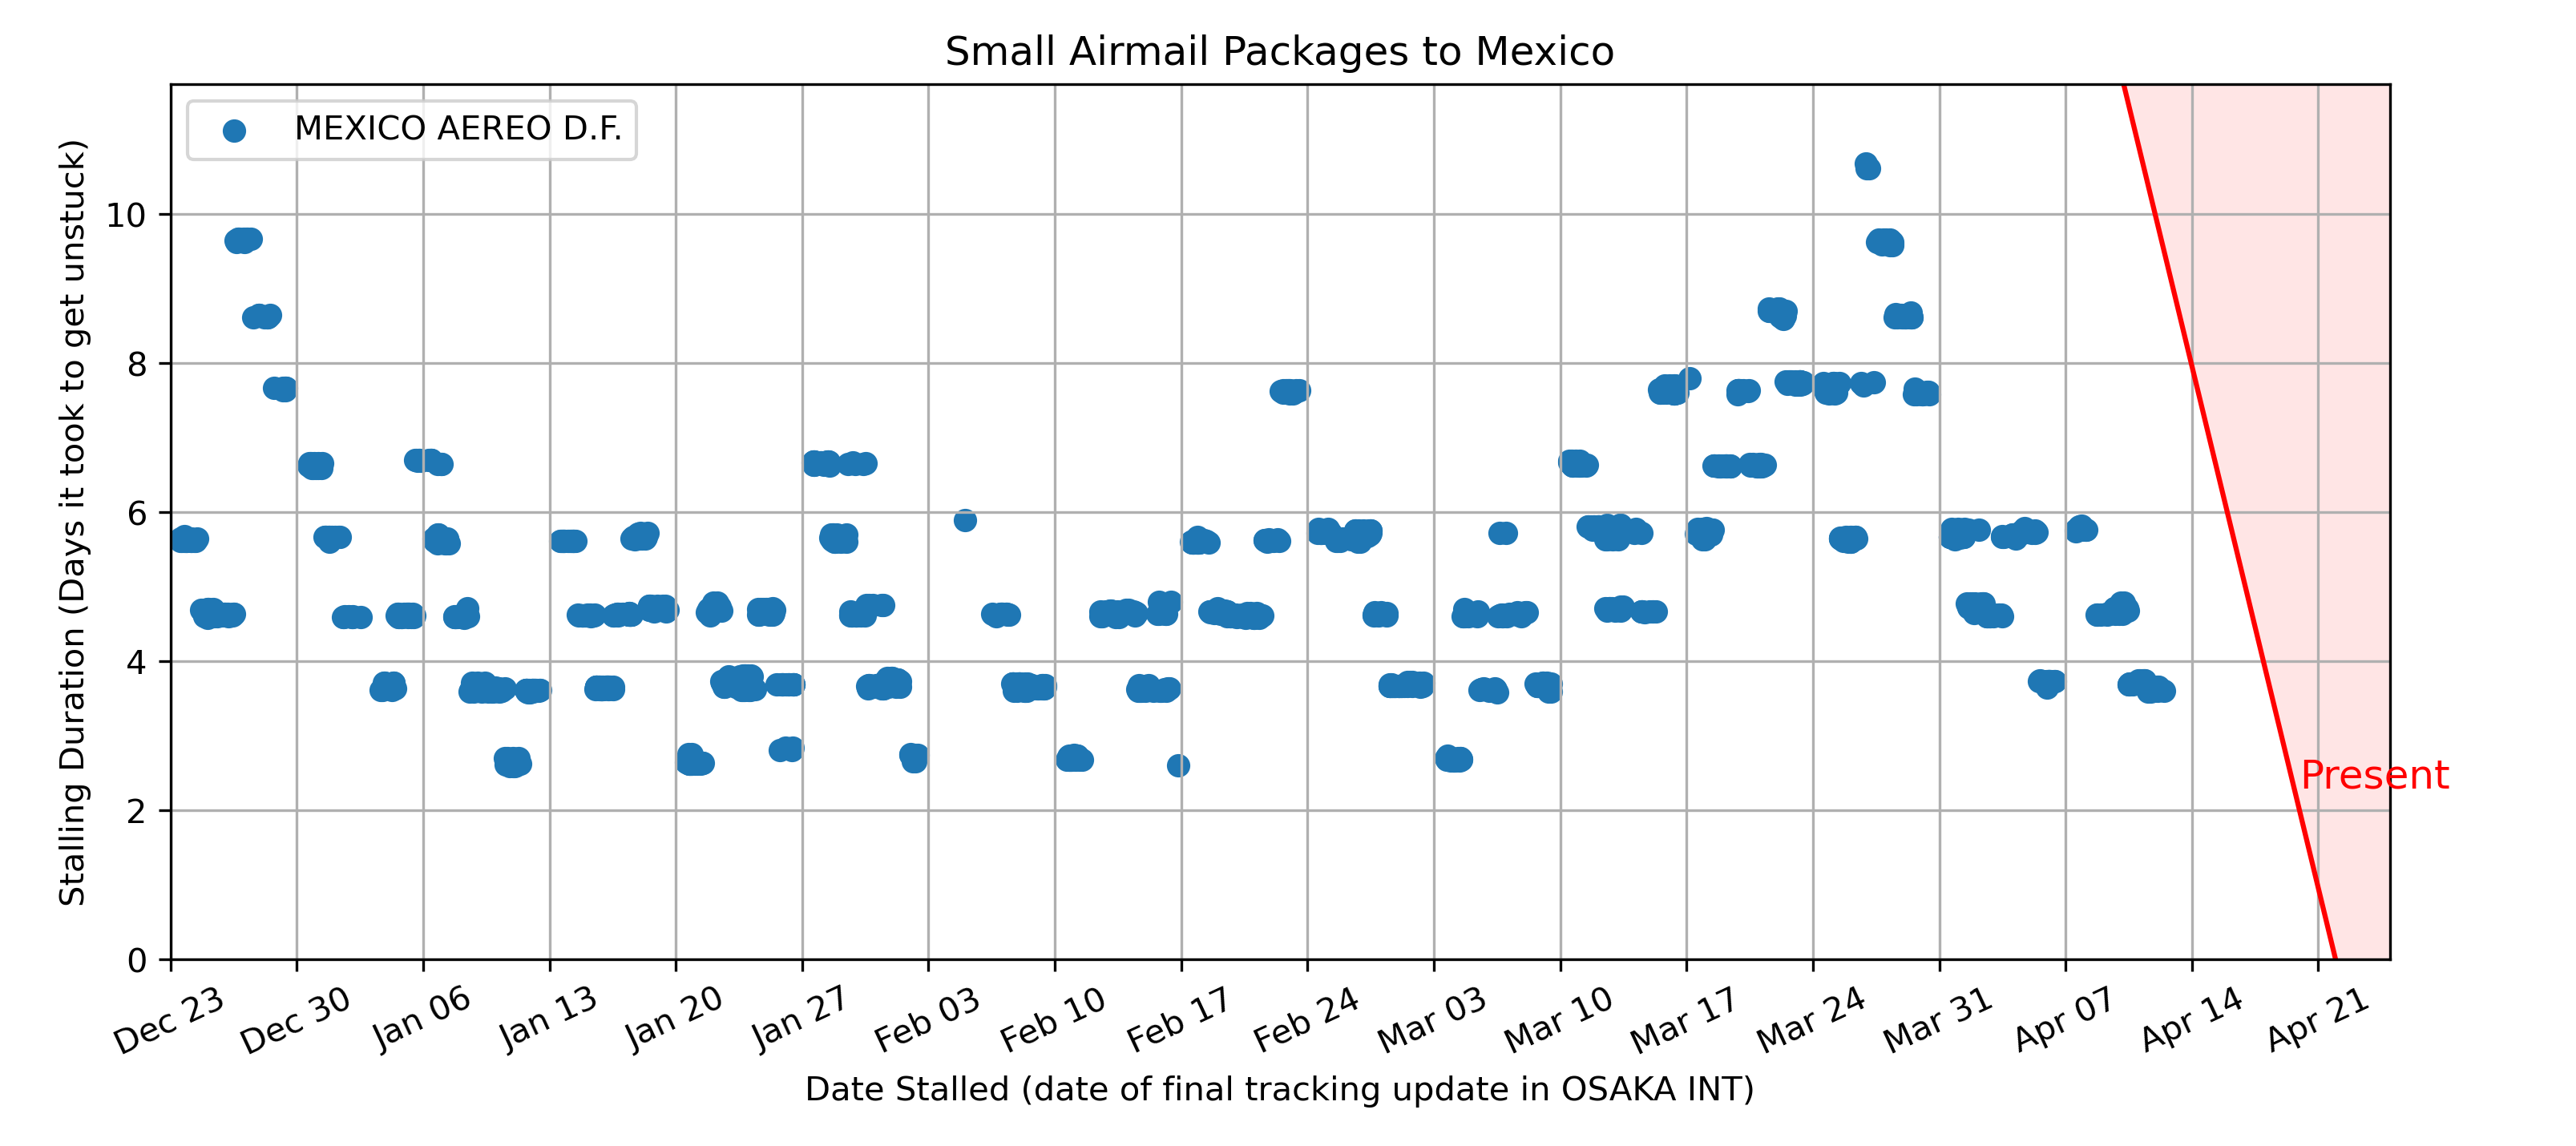 Small Airmail Packages to Mexico
MEXICO AEREO D.F.
Stalling Duration (Days it took to get unstuck)
10
8
6
4
2
0
Present
Dec 23
Dec 30
Jan 06
Jan 13
Jan 20
Jan 27
Feb 03
Feb 10
Feb 17
Feb 24
Mar 03
Mar 10
Mar 17
Mar 24
Mar 31
Apr 07
Apr 14
Apr 21
Date Stalled (date of final tracking update in OSAKA INT)